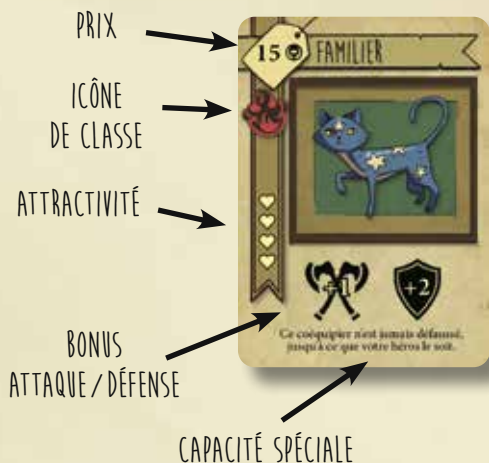 PRIX
15 FAMILIER
ICÔNE
DE CLASSE
ATTRACTIVITÉ
+1 +2
Ce coéquipier n'est jamais défaussé,
jusqu'à ce que votre héros le soit.
BONUS
ATTAQUE/DÉFENSE
CAPACITÉ SPÉCIALE